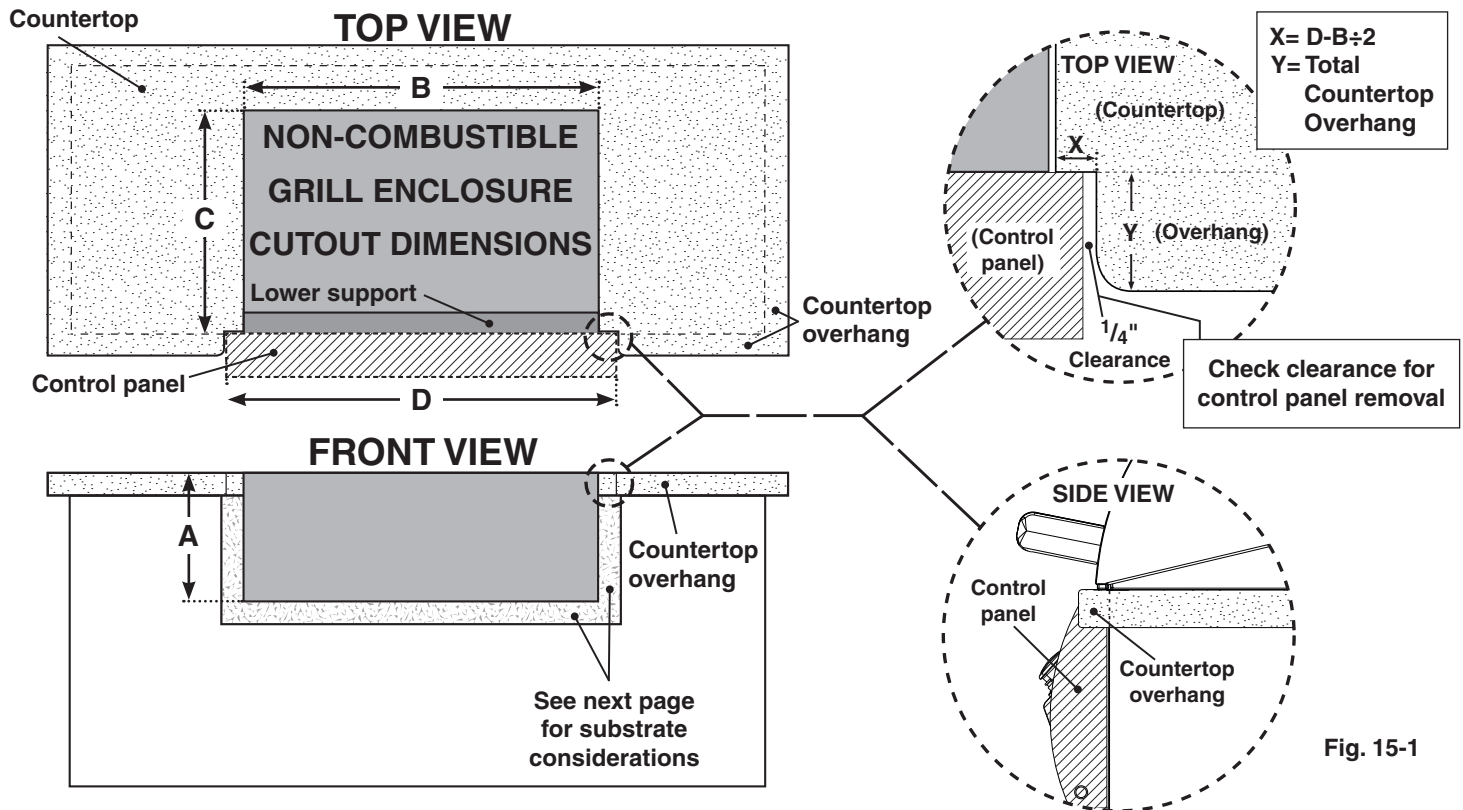 Countertop
TOP VIEW
B
NON-COMBUSTIBLE
GRILL ENCLOSURE
CUTOUT DIMENSIONS
C
Lower support
Countertop
overhang
Control panel
D
TOP VIEW
(Countertop)
X
(Control
panel)
Y
(Overhang)
1/4"
Clearance
X= D-B÷2
Y= Total
Countertop
Overhang
Check clearance for
control panel removal
FRONT VIEW
A
Countertop
overhang
See next page
for substrate
considerations
SIDE VIEW
Control
panel
Countertop
overhang
Fig. 15-1